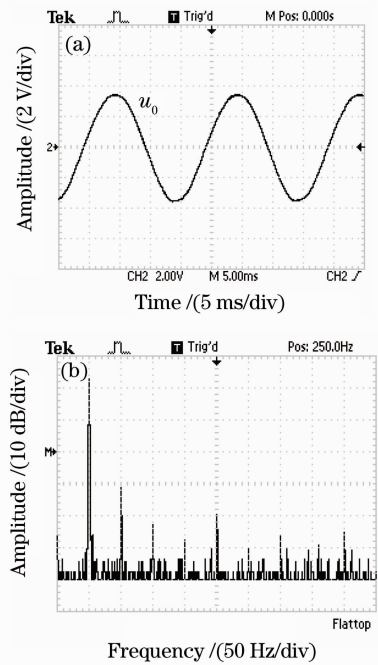 Tek Trig'd M Pos: 0.000s
(a)
u0
2
Amplitude /(2 V/div)
CH2 2.00V M 5.00ms CH2
Time /(5 ms/div)
Tek Trig'd Pos: 250.0Hz
(b)
M
Amplitude /(10 dB/div)
Flattop
Frequency /(50 Hz/div)